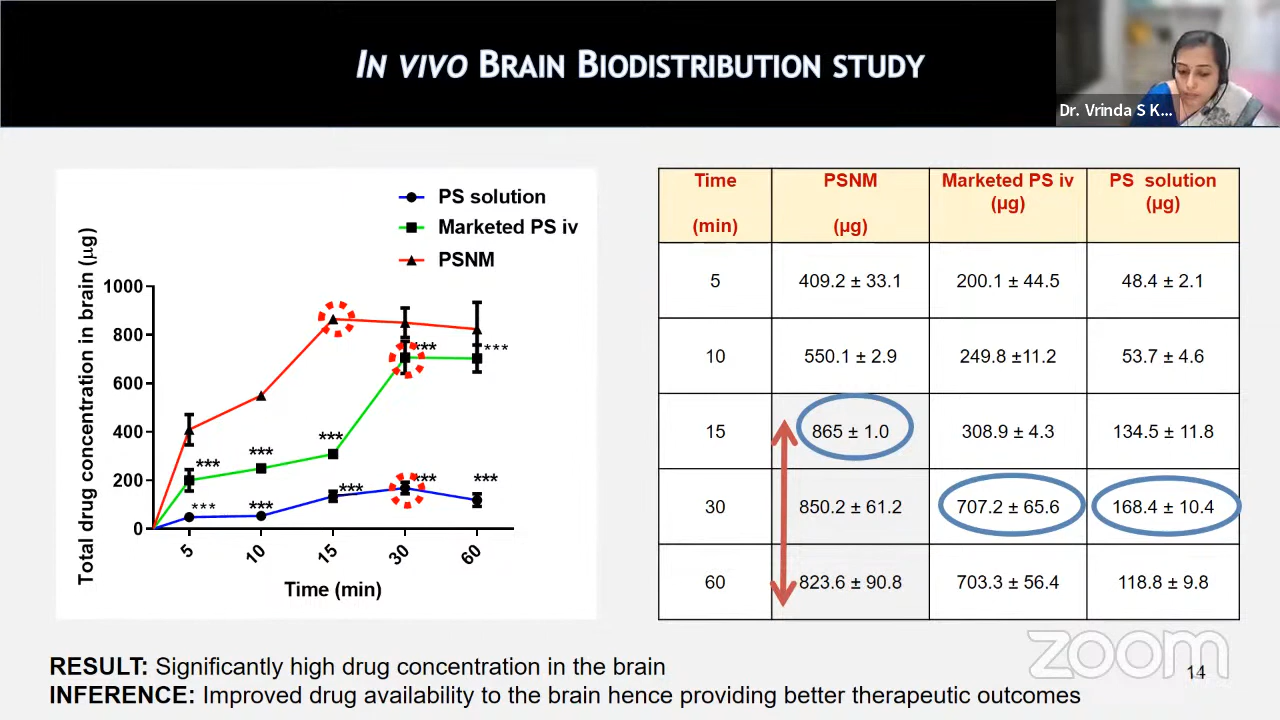 IN VIVO BRAIN BIODISTRIBUTION STUDY
Dr. Vrinda S K...
PS solution
Marketed PS iv
PSNM
Total drug concentration in brain (µg)
1000
800
600
400
200
0
***
***
***
***
***
***
***
***
***
***
5 10 15 30 60
Time (min)
Time (min) PSNM (µg) Marketed PS iv (µg) PS solution (µg)
5 409.2 ± 33.1 200.1 ± 44.5 48.4 ± 2.1
10 550.1 ± 2.9 249.8 ±11.2 53.7 ± 4.6
15 865 ± 1.0 308.9 ± 4.3 134.5 ± 11.8
30 850.2 ± 61.2 707.2 ± 65.6 168.4 ± 10.4
60 823.6 ± 90.8 703.3 ± 56.4 118.8 ± 9.8
RESULT: Significantly high drug concentration in the brain
INFERENCE: Improved drug availability to the brain hence providing better therapeutic outcomes
zoom
14